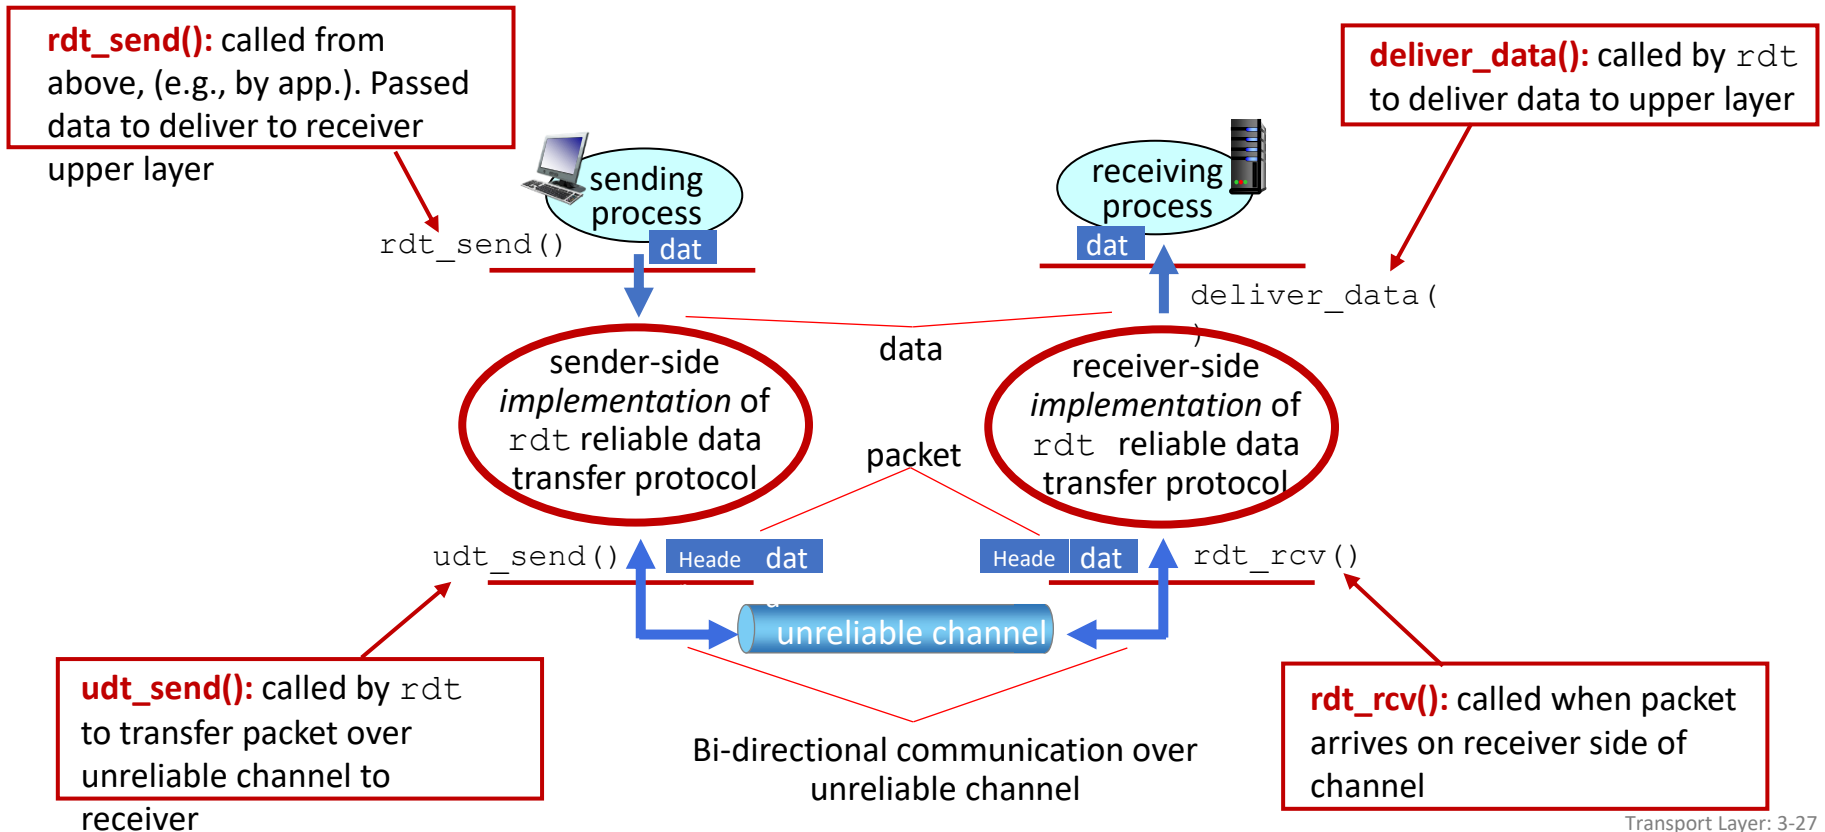 rdt_send(): called from
above, (e.g., by app.). Passed
data to deliver to receiver
upper layer
deliver_data(): called by rdt
to deliver data to upper layer
sending
process
receiving
process
rdt_send()
dat
dat
deliver_data(
)
data
sender-side
implementation of
rdt reliable data
transfer protocol
receiver-side
implementation of
rdt reliable data
transfer protocol
packet
udt_send()
Heade
dat
Heade
dat
rdt_rcv()
unreliable channel
udt_send(): called by rdt
to transfer packet over
unreliable channel to
receiver
Bi-directional communication over
unreliable channel
rdt_rcv(): called when packet
arrives on receiver side of
channel
Transport Layer: 3-27